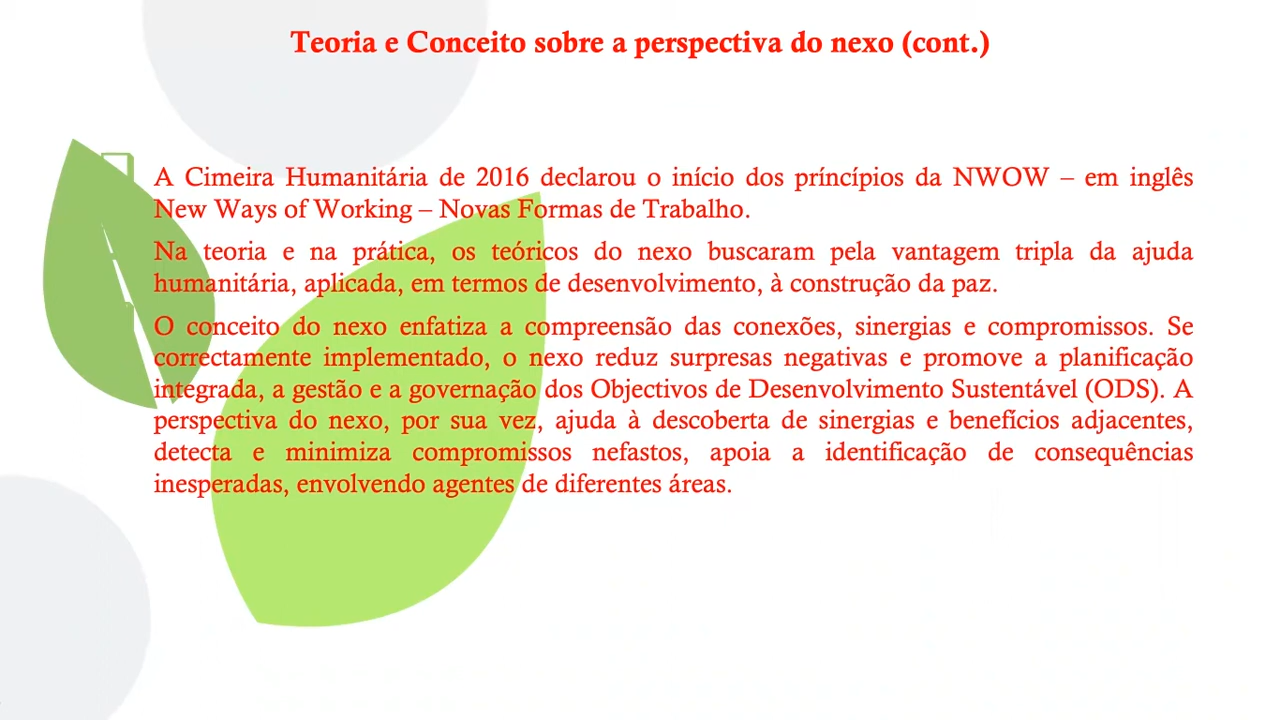 Teoria e Conceito sobre a perspectiva do nexo (cont.)
A Cimeira Humanitária de 2016 declarou o início dos príncípios da NWOW – em inglês
New Ways of Working – Novas Formas de Trabalho.
Na teoria e na prática, os teóricos do nexo buscaram pela vantagem tripla da ajuda
humanitária, aplicada, em termos de desenvolvimento, à construção da paz.
O conceito do nexo enfatiza a compreensão das conexões, sinergias e compromissos. Se
correctamente implementado, o nexo reduz surpresas negativas e promove a planificação
integrada, a gestão e a governação dos Objectivos de Desenvolvimento Sustentável (ODS). A
perspectiva do nexo, por sua vez, ajuda à descoberta de sinergias e benefícios adjacentes,
detecta e minimiza compromissos nefastos, apoia a identificação de consequências
inesperadas, envolvendo agentes de diferentes áreas.